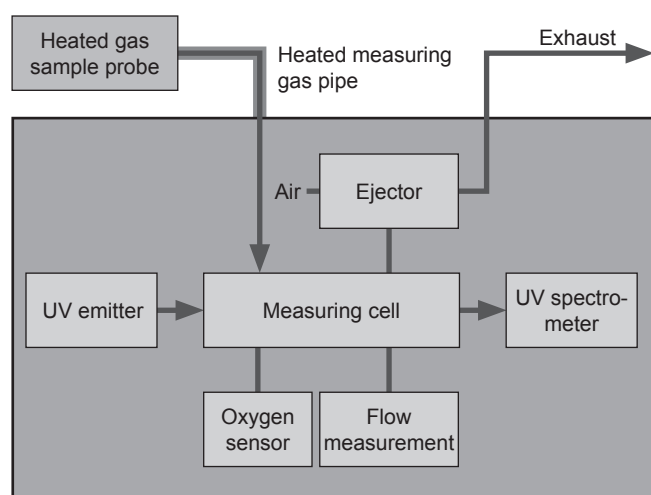 Heated gas
sample probe
Heated measuring
gas pipe
Exhaust
Air
Ejector
UV emitter
Measuring cell
UV spectro-
meter
Oxygen
sensor
Flow
measurement